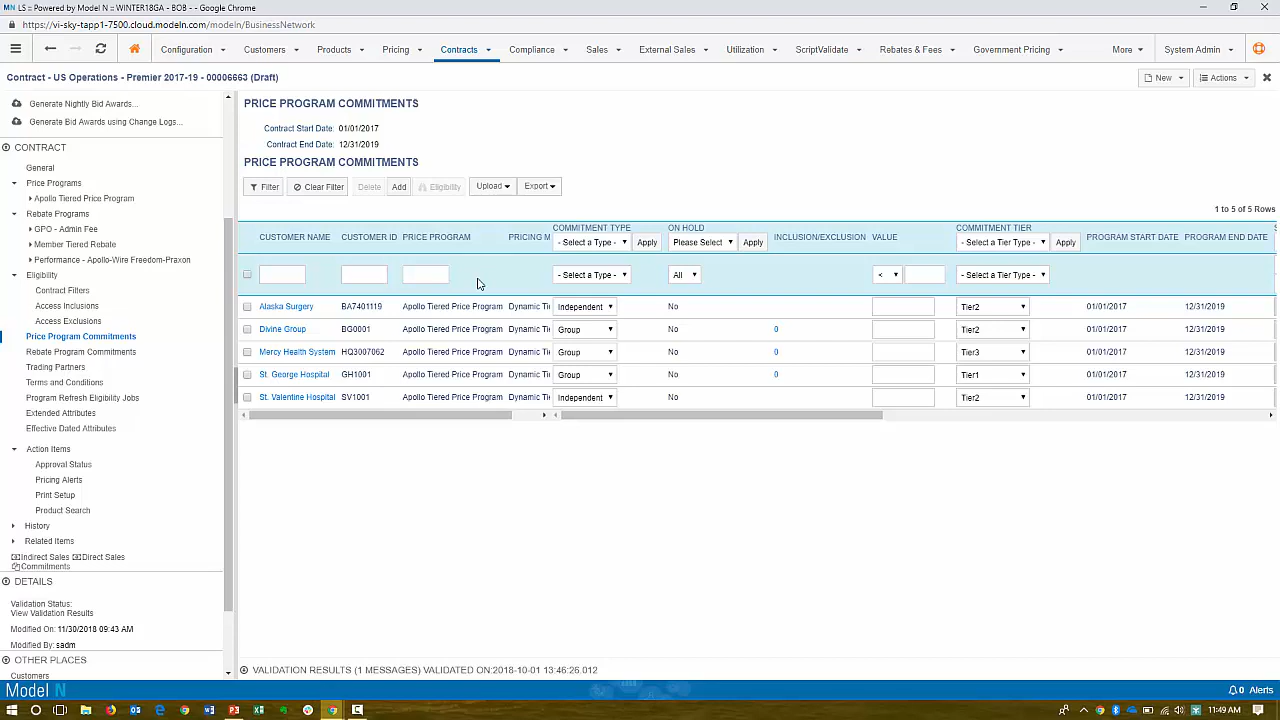 LS :: Powered by Model N :: WINTER18GA - BOB - - Google Chrome
https://vi-sky-tapp1-7500.cloud.modeln.com/modeln/BusinessNetwork
Configuration Customers Products Pricing Contracts Compliance Sales External Sales Utilization ScriptValidate Rebates & Fees Government Pricing More System Admin
Contract - US Operations - Premier 2017-19 - 00006663 (Draft)
New Actions
Generate Nightly Bid Awards...
Generate Bid Awards using Change Logs...
CONTRACT
General
Price Programs
Apollo Tiered Price Program
Rebate Programs
GPO - Admin Fee
Member Tiered Rebate
Performance - Apollo-Wire Freedom-Praxon
Eligibility
Contract Filters
Access Inclusions
Access Exclusions
Price Program Commitments
Rebate Program Commitments
Trading Partners
Terms and Conditions
Program Refresh Eligibility Jobs
Extended Attributes
Effective Dated Attributes
Action Items
Approval Status
Pricing Alerts
Print Setup
Product Search
History
Related Items
Indirect Sales Direct Sales
Commitments
DETAILS
Validation Status:
View Validation Results
Modified On: 11/30/2018 09:43 AM
Modified By: sadm
OTHER PLACES
Customers
PRICE PROGRAM COMMITMENTS
Contract Start Date: 01/01/2017
Contract End Date: 12/31/2019
PRICE PROGRAM COMMITMENTS
Filter Clear Filter Delete Add Eligibility Upload Export
1 to 5 of 5 Rows
CUSTOMER NAME CUSTOMER ID PRICE PROGRAM PRICING M COMMITMENT TYPE ON HOLD INCLUSION/EXCLUSION VALUE COMMITMENT TIER PROGRAM START DATE PROGRAM END DATE
- Select a Type - Apply Please Select Apply - Select a Tier Type - Apply
- Select a Type - All < - Select a Tier Type -
Alaska Surgery BA7401119 Apollo Tiered Price Program Dynamic Ti Independent No Tier2 01/01/2017 12/31/2019
Divine Group BG0001 Apollo Tiered Price Program Dynamic Ti Group No 0 Tier2 01/01/2017 12/31/2019
Mercy Health System HQ3007062 Apollo Tiered Price Program Dynamic Ti Group No 0 Tier3 01/01/2017 12/31/2019
St. George Hospital GH1001 Apollo Tiered Price Program Dynamic Ti Group No 0 Tier1 01/01/2017 12/31/2019
St. Valentine Hospital SV1001 Apollo Tiered Price Program Dynamic Ti Independent No Tier2 01/01/2017 12/31/2019
VALIDATION RESULTS (1 MESSAGES) VALIDATED ON:2018-10-01 13:46:26.012
Model N
0 Alerts
11:49 AM